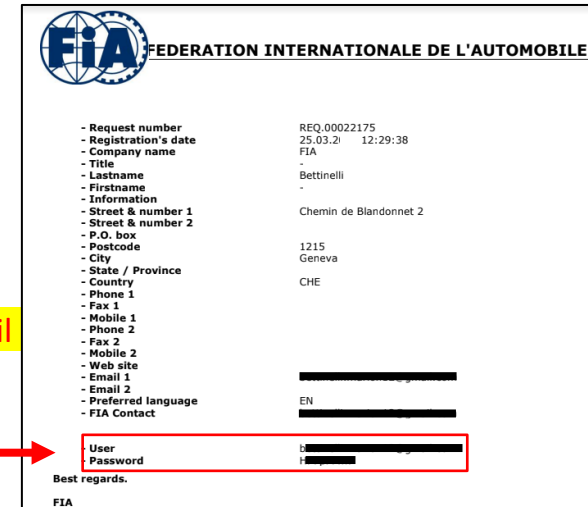 FiA
FEDERATION INTERNATIONALE DE L'AUTOMOBILE
- Request number REQ.00022175
- Registration's date 25.03.2 12:29:38
- Company name FIA
- Title -
- Lastname Bettinelli
- Firstname -
- Information
- Street & number 1 Chemin de Blandonnet 2
- Street & number 2
- P.O. box
- Postcode 1215
- City Geneva
- State / Province
- Country CHE
- Phone 1
- Fax 1
- Mobile 1
- Phone 2
- Fax 2
- Mobile 2
- Web site
- Email 1
- Email 2
- Preferred language EN
- FIA Contact
- User
- Password
Best regards.
FIA